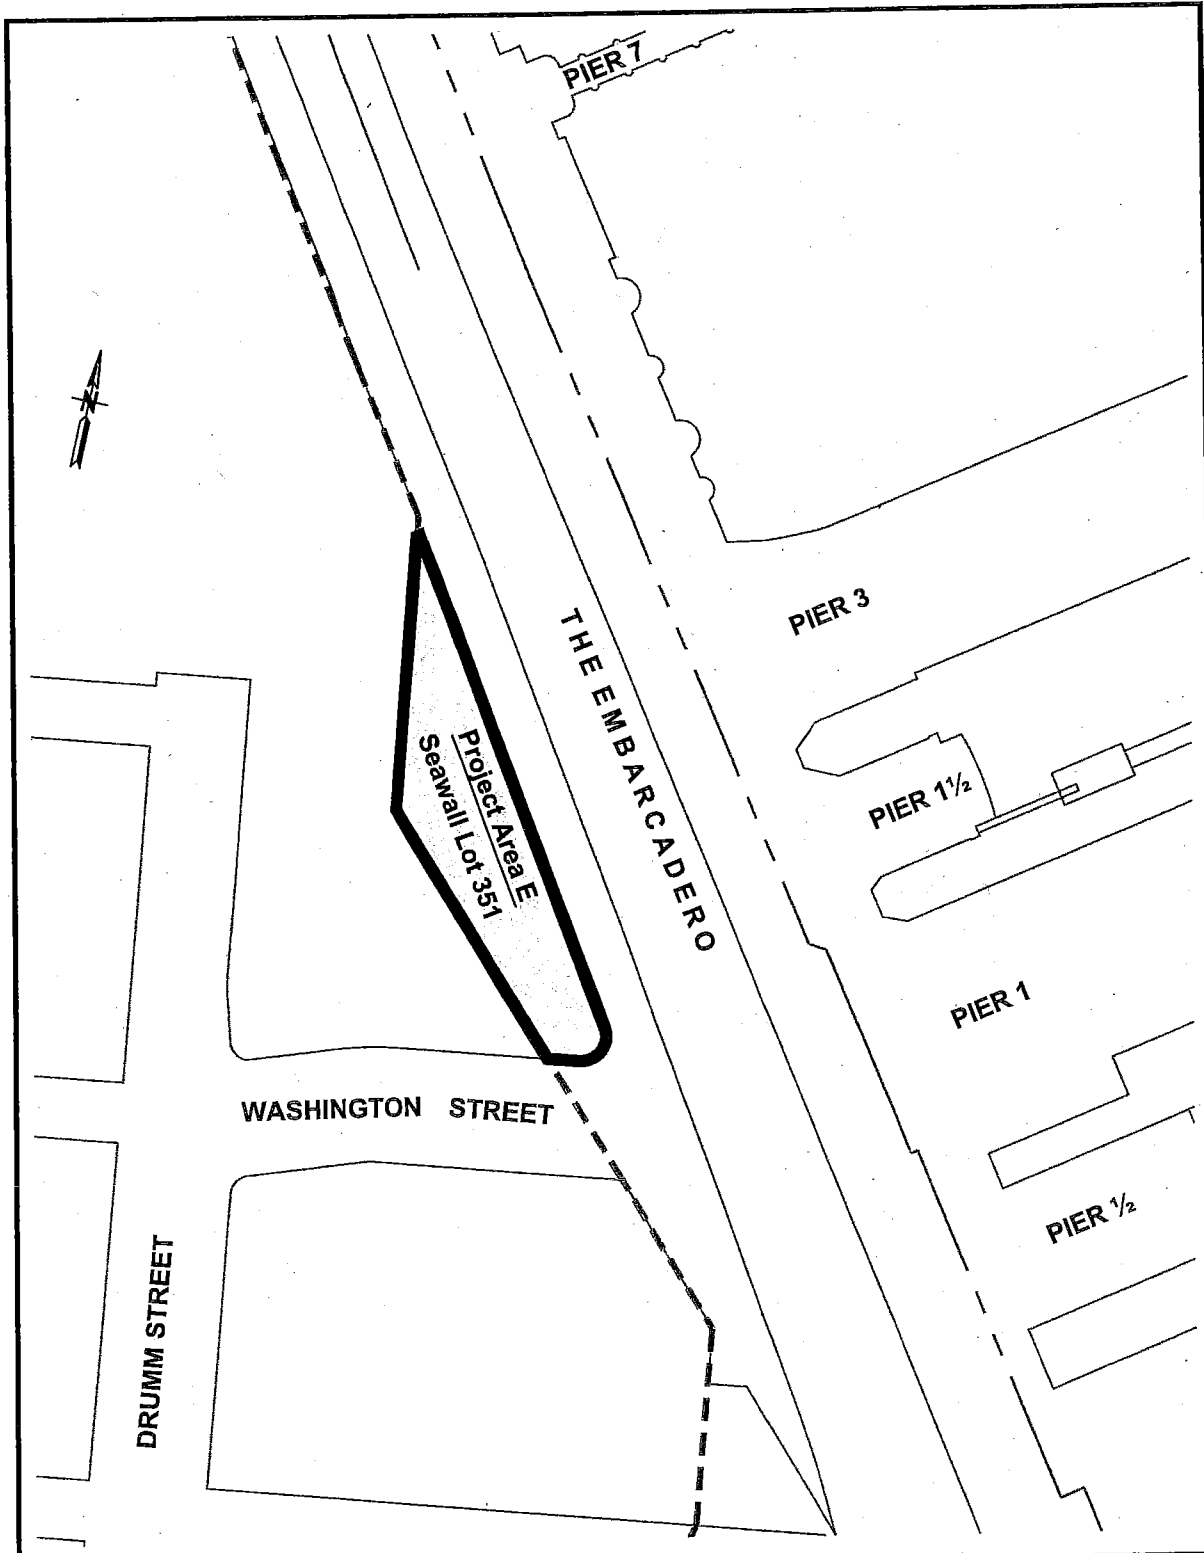 PIER 7
N
THE EMBARCADERO
PIER 3
Project Area E
Seawall Lot 351
PIER 1½
PIER 1
WASHINGTON STREET
PIER ½
DRUMM STREET